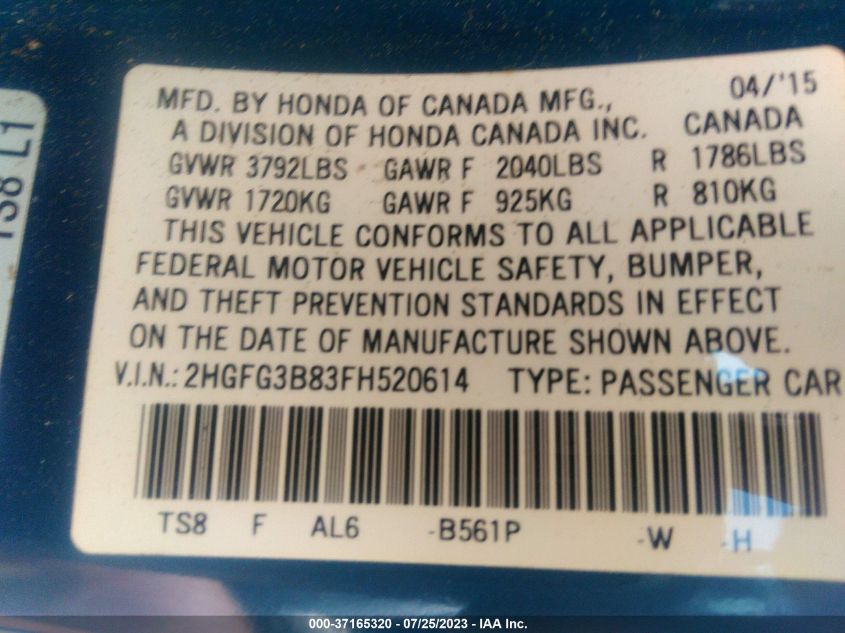 TS8 L1
MFD. BY HONDA OF CANADA MFG., 04/'15
A DIVISION OF HONDA CANADA INC. CANADA
GVWR 3792LBS GAWR F 2040LBS R 1786LBS
GVWR 1720KG GAWR F 925KG R 810KG
THIS VEHICLE CONFORMS TO ALL APPLICABLE
FEDERAL MOTOR VEHICLE SAFETY, BUMPER,
AND THEFT PREVENTION STANDARDS IN EFFECT
ON THE DATE OF MANUFACTURE SHOWN ABOVE.
V.I.N.: 2HGFG3B83FH520614 TYPE: PASSENGER CAR
TS8 F AL6 -B561P -W -H
000-37165320 - 07/25/2023 - IAA Inc.